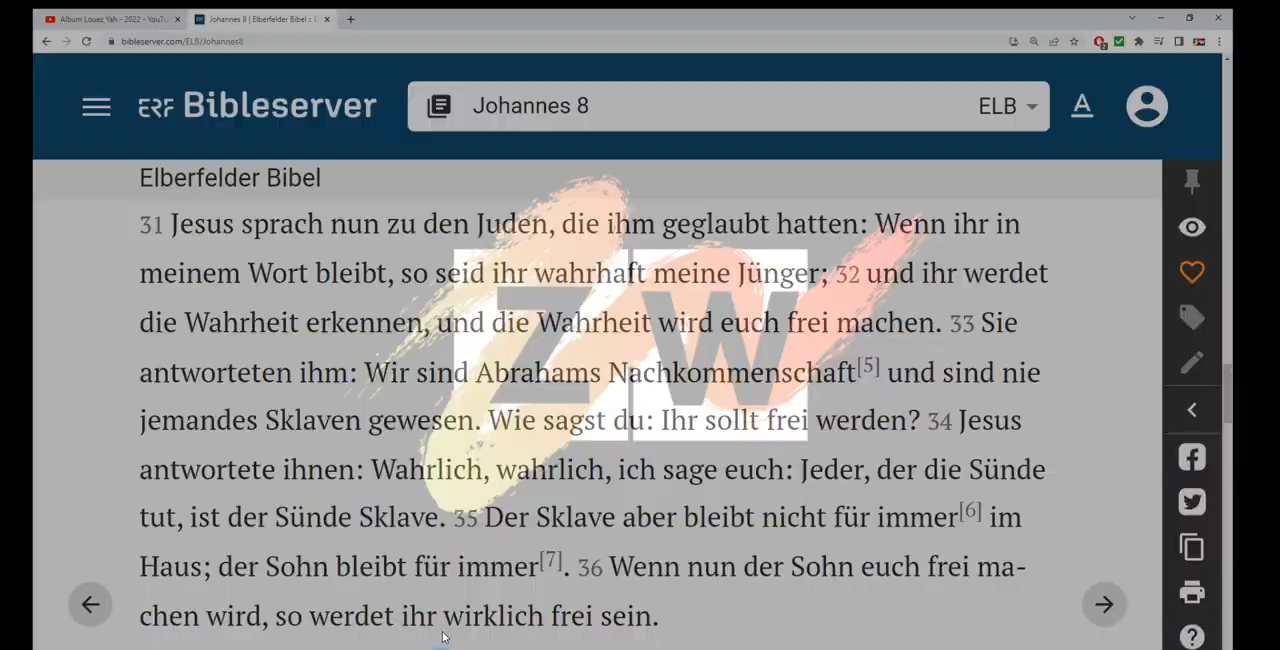 Album Louez Yah - 2022 - YouTu
Johannes 8 | Elberfelder Bibel :: E
bibleserver.com/ELB/Johannes8
ERF Bibleserver
Johannes 8
ELB
A
Elberfelder Bibel
31 Jesus sprach nun zu den Juden, die ihm geglaubt hatten: Wenn ihr in
meinem Wort bleibt, so seid ihr wahrhaft meine Jünger; 32 und ihr werdet
die Wahrheit erkennen, und die Wahrheit wird euch frei machen. 33 Sie
antworteten ihm: Wir sind Abrahams Nachkommenschaft[5] und sind nie
jemandes Sklaven gewesen. Wie sagst du: Ihr sollt frei werden? 34 Jesus
antwortete ihnen: Wahrlich, wahrlich, ich sage euch: Jeder, der die Sünde
tut, ist der Sünde Sklave. 35 Der Sklave aber bleibt nicht für immer[6] im
Haus; der Sohn bleibt für immer[7]. 36 Wenn nun der Sohn euch frei ma-
chen wird, so werdet ihr wirklich frei sein.
Z W